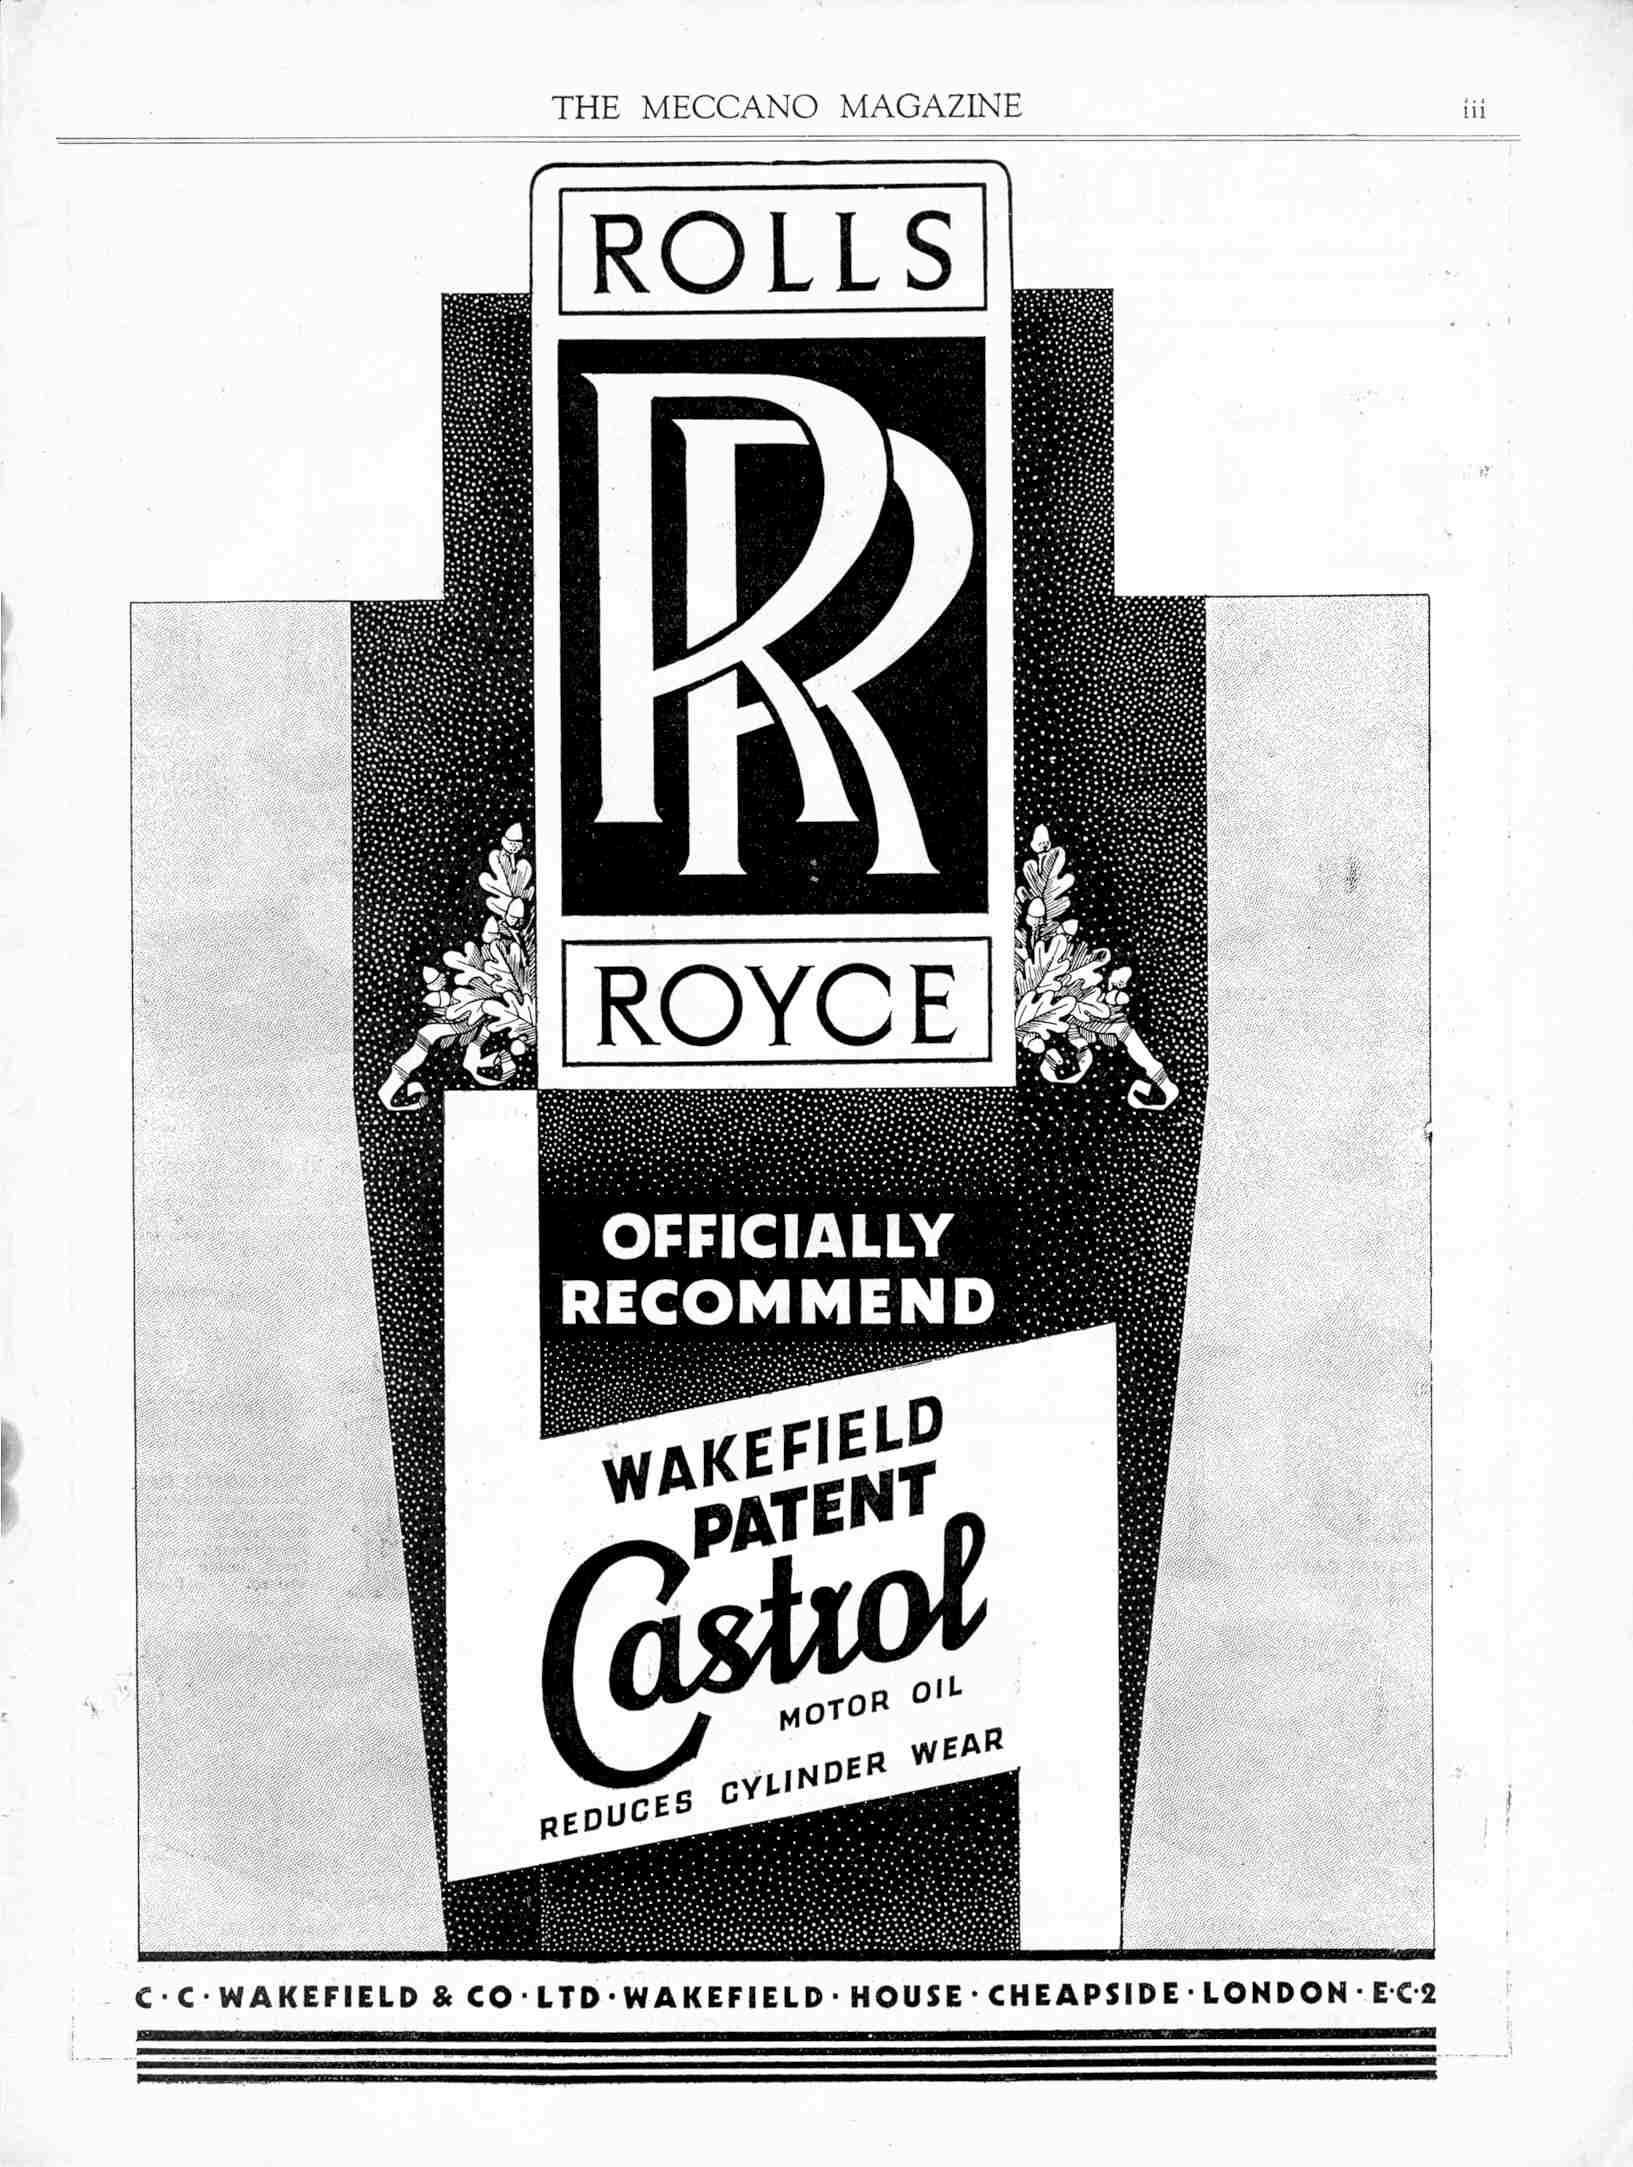 THE MECCANO MAGAZINE
iii
ROLLS
RR
ROYCE
OFFICIALLY
RECOMMEND
WAKEFIELD
PATENT
Castrol
MOTOR OIL
REDUCES CYLINDER WEAR
C·C·WAKEFIELD & CO·LTD·WAKEFIELD·HOUSE·CHEAPSIDE·LONDON·E·C·2